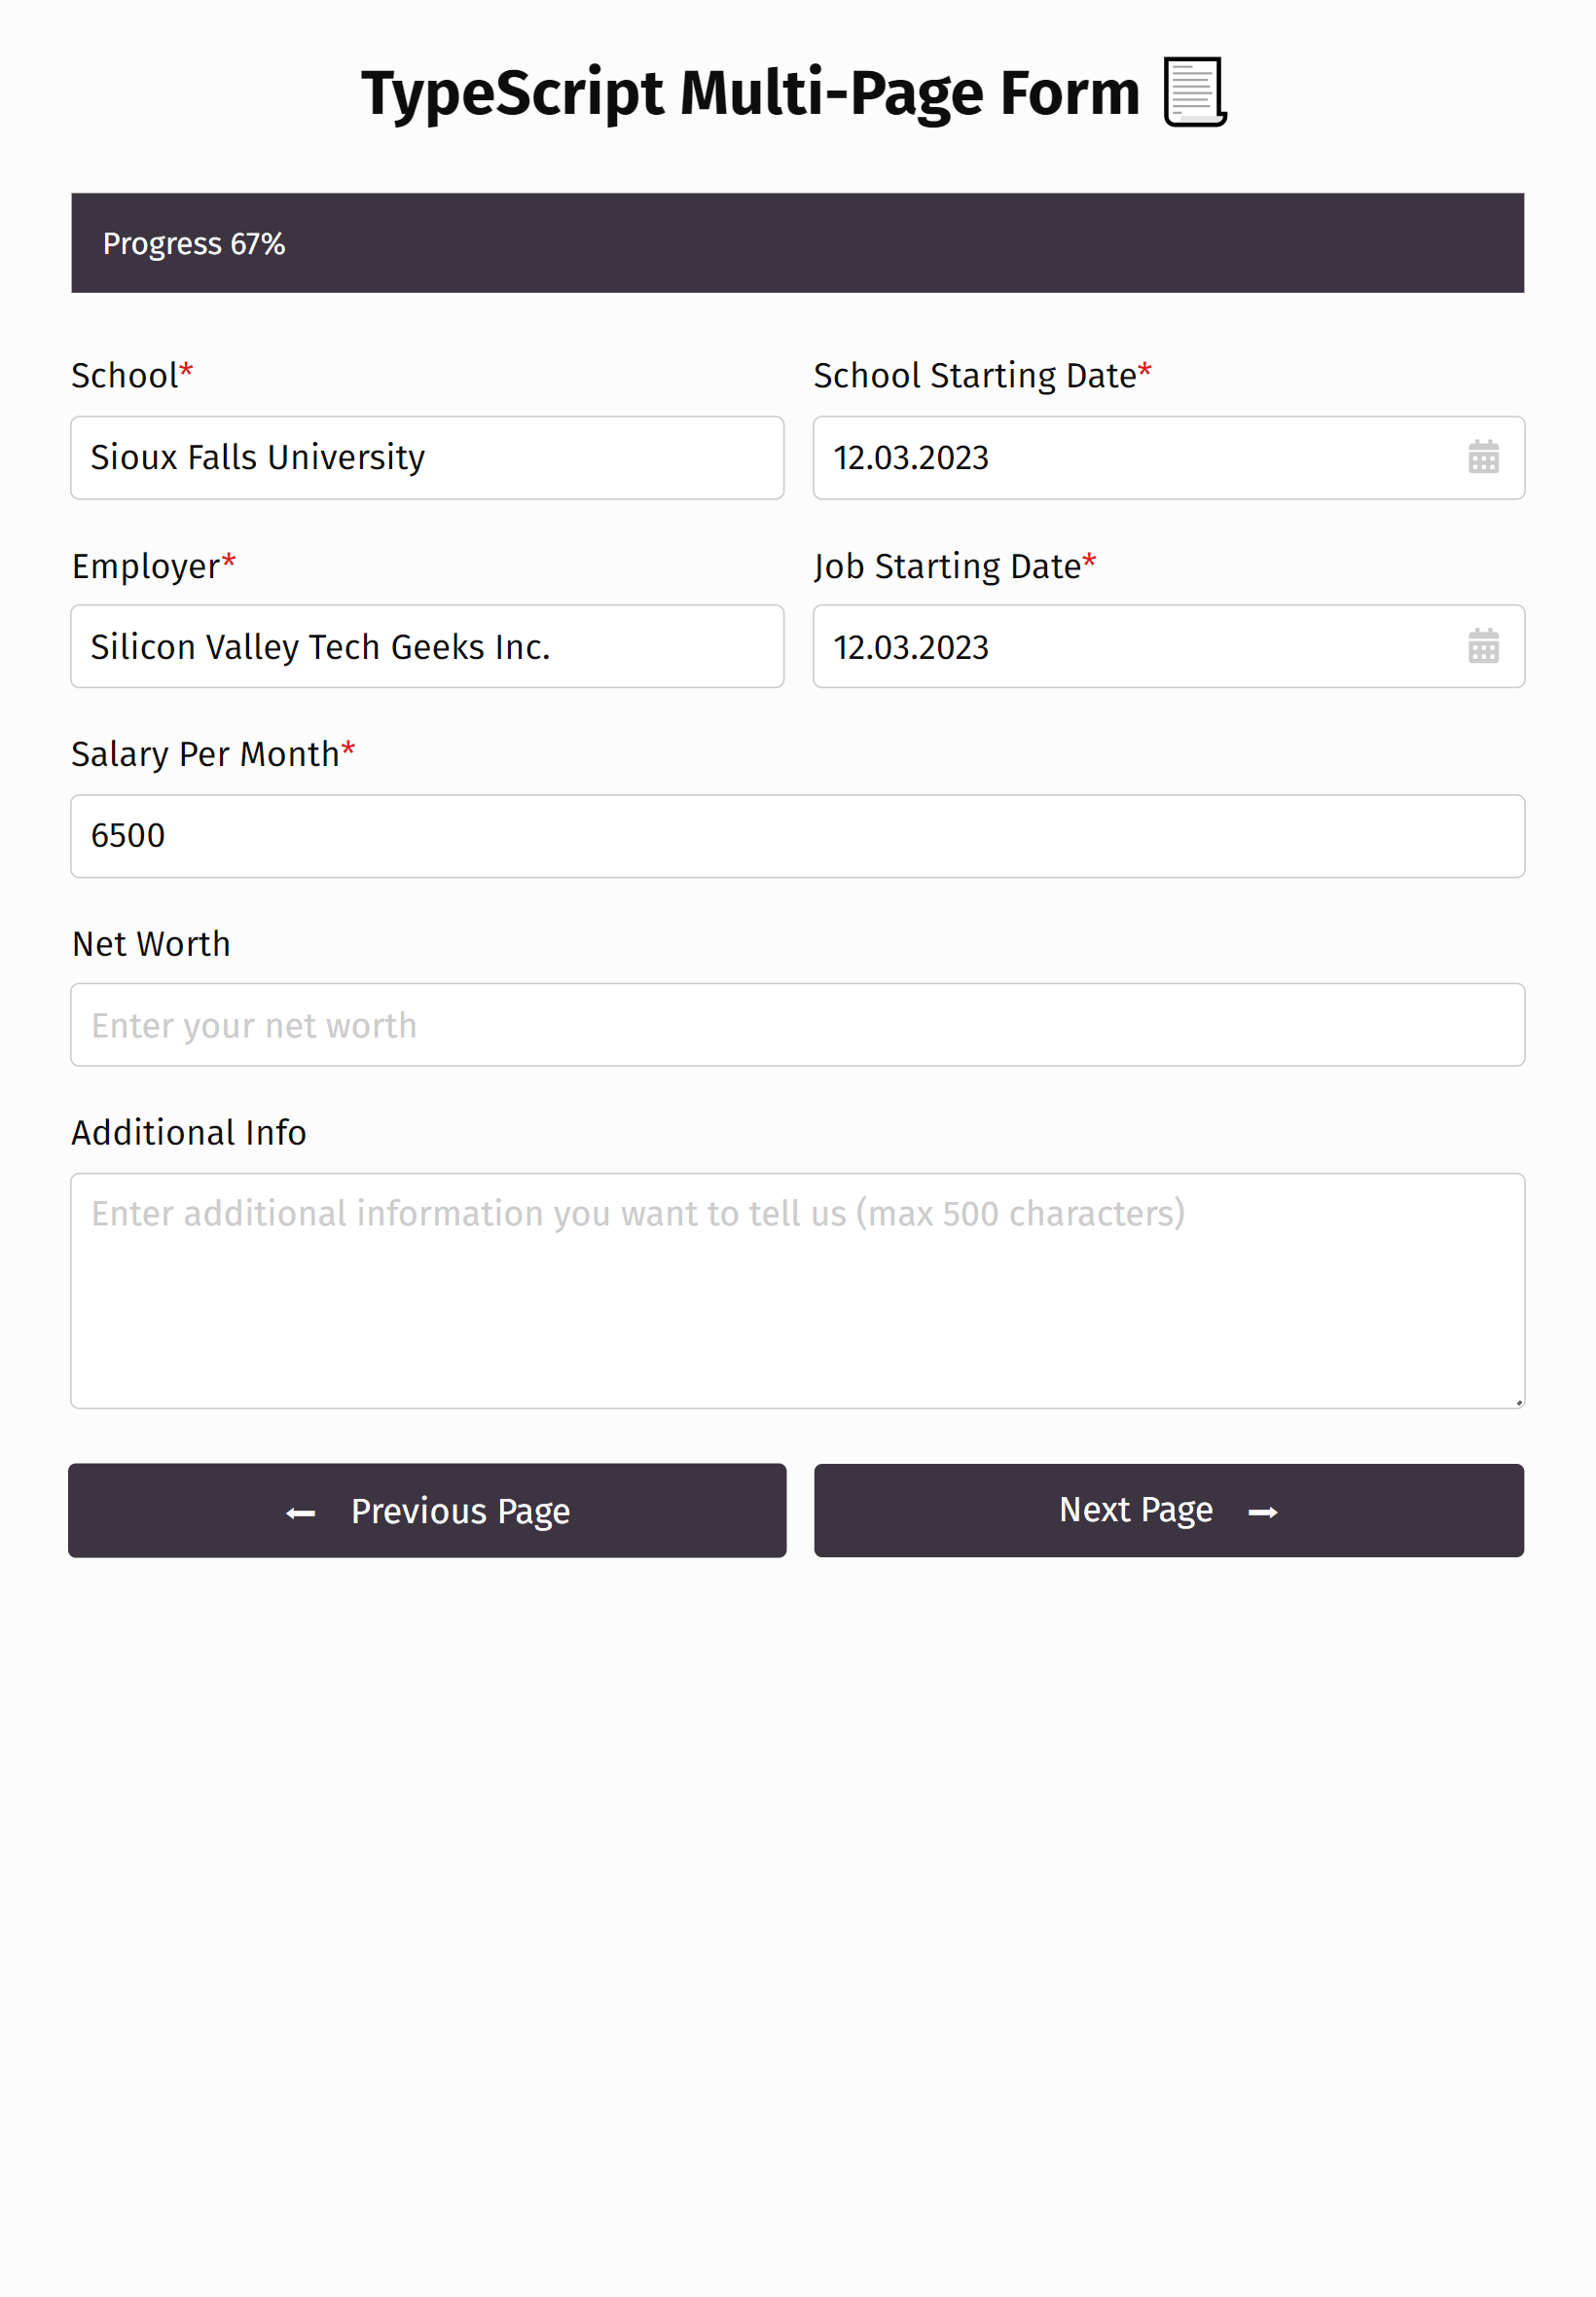 TypeScript Multi-Page Form
Progress 67%
School*
School Starting Date*
Sioux Falls University
12.03.2023
Employer*
Job Starting Date*
Silicon Valley Tech Geeks Inc.
12.03.2023
Salary Per Month*
6500
Net Worth
Enter your net worth
Additional Info
Enter additional information you want to tell us (max 500 characters)
Previous Page
Next Page